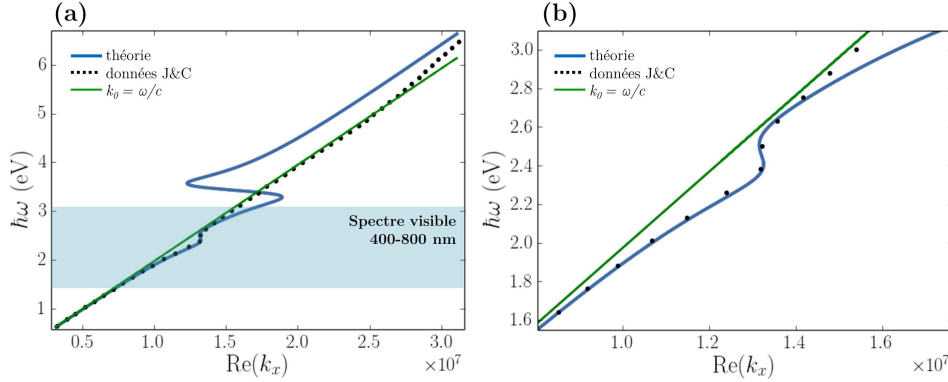 (a)
(b)
théorie
données J&C
k₀ = ω/c
Spectre visible
400-800 nm
ħω (eV)
6
5
4
3
2
1
0.5
1.0
1.5
2.0
2.5
3.0
Re(kₓ)
×10⁷
théorie
données J&C
k₀ = ω/c
ħω (eV)
3.0
2.8
2.6
2.4
2.2
2.0
1.8
1.6
1.0
1.2
1.4
1.6
Re(kₓ)
×10⁷